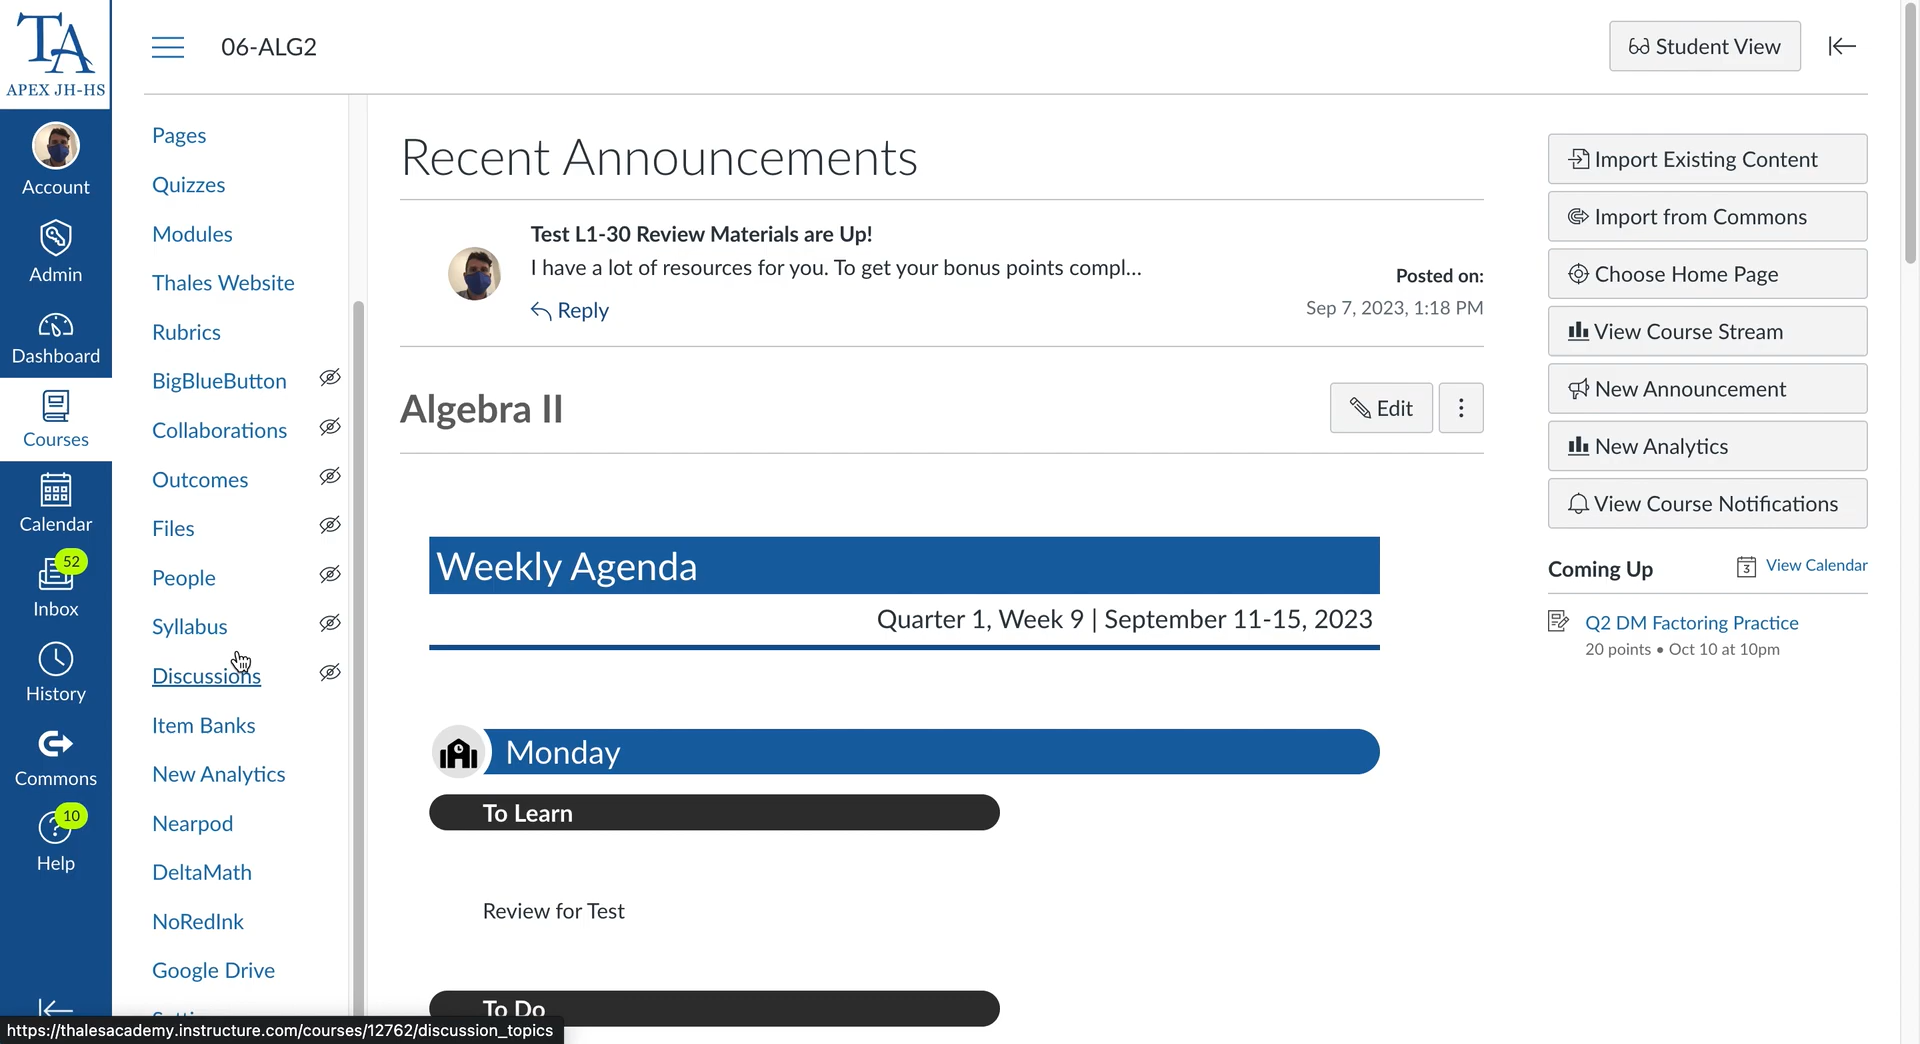 TA
APEX JH-HS
Account
Admin
Dashboard
Courses
Calendar
52
Inbox
History
Commons
10
Help
06-ALG2
Student View
Pages
Quizzes
Modules
Thales Website
Rubrics
BigBlueButton
Collaborations
Outcomes
Files
People
Syllabus
Discussions
Item Banks
New Analytics
Nearpod
DeltaMath
NoRedInk
Google Drive
https://thalesacademy.instructure.com/courses/12762/discussion_topics
Recent Announcements
Test L1-30 Review Materials are Up!
I have a lot of resources for you. To get your bonus points compl...
Reply
Posted on:
Sep 7, 2023, 1:18 PM
Algebra II
Edit
Weekly Agenda
Quarter 1, Week 9 | September 11-15, 2023
Monday
To Learn
Review for Test
To Do
Import Existing Content
Import from Commons
Choose Home Page
View Course Stream
New Announcement
New Analytics
View Course Notifications
Coming Up
3
View Calendar
Q2 DM Factoring Practice
20 points • Oct 10 at 10pm